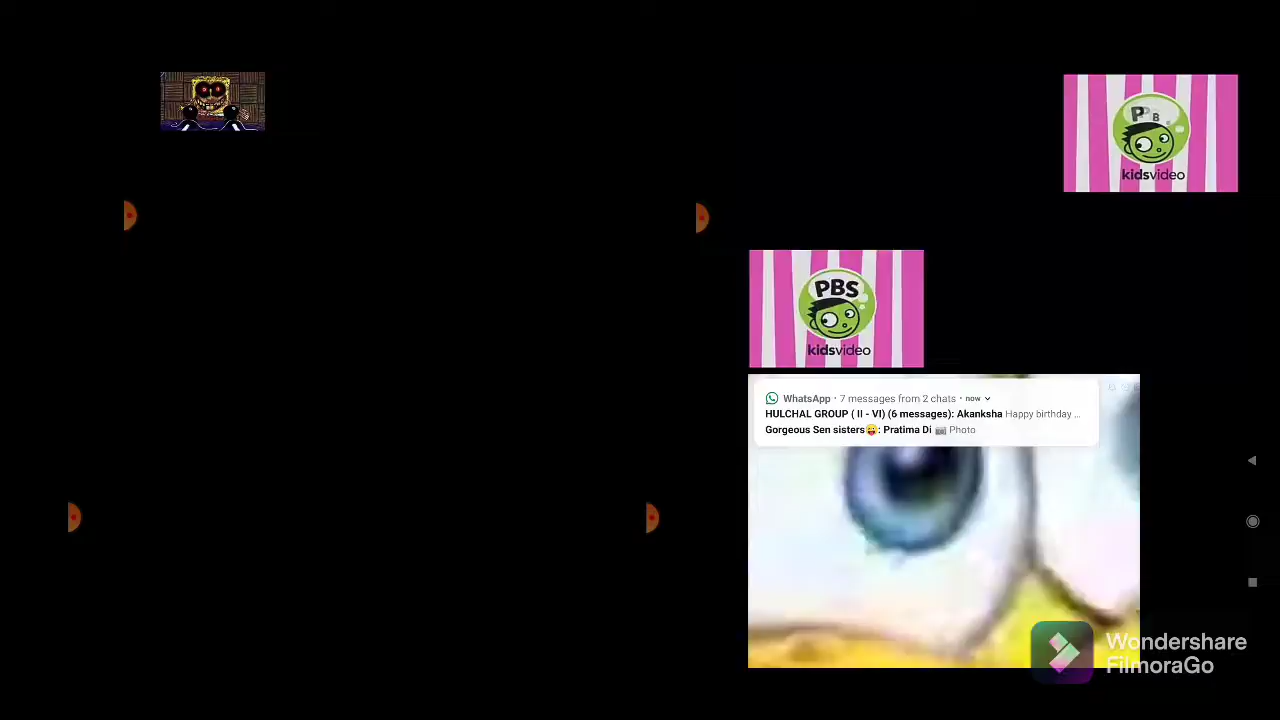 P B
kidsvideo
PBS
kidsvideo
WhatsApp · 7 messages from 2 chats · now
HULCHAL GROUP ( II - VI) (6 messages): Akanksha Happy birthday ...
Gorgeous Sen sisters😜: Pratima Di 📷 Photo
Wondershare
FilmoraGo